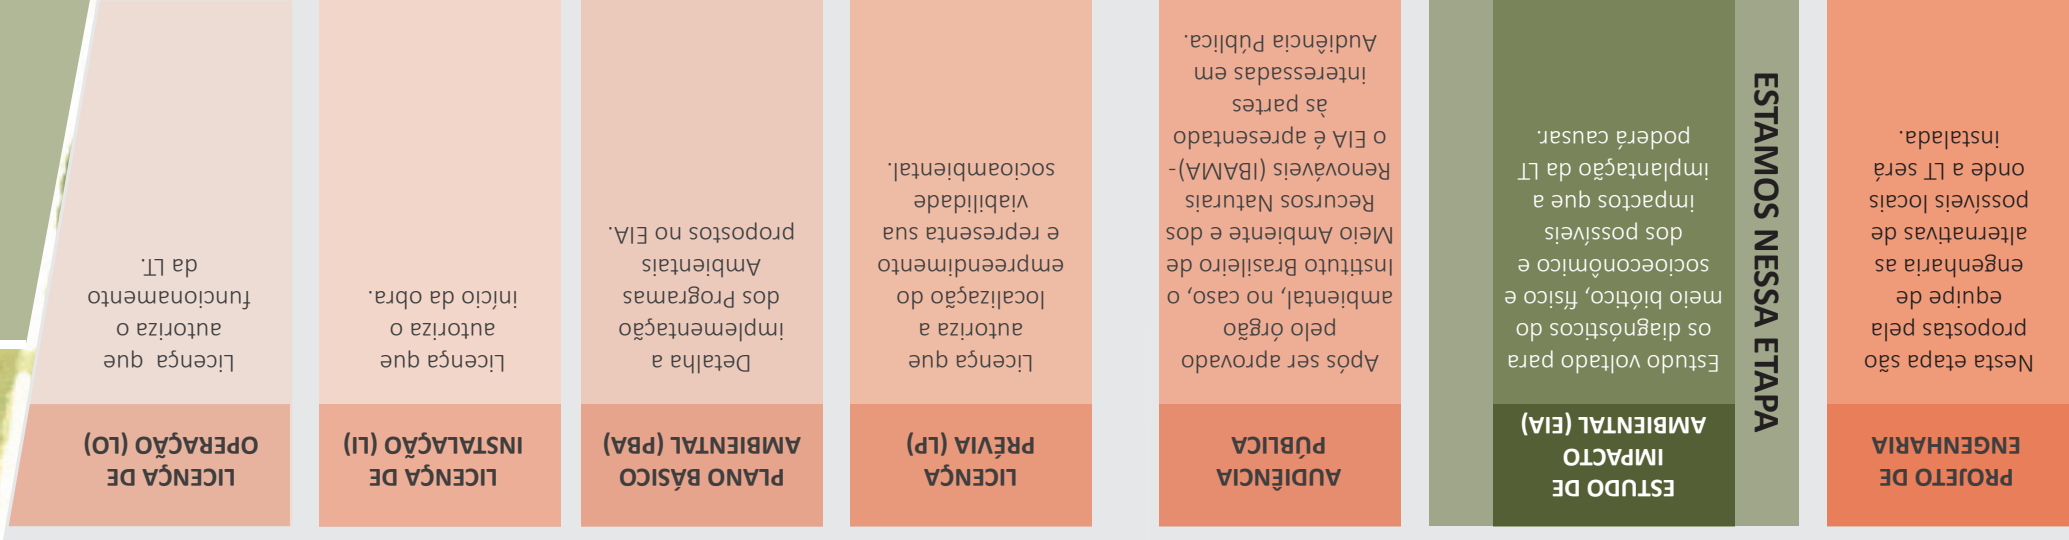 PROJETO DE
ENGENHARIA
Nesta etapa são
propostas pela
equipe de
engenharia as
alternativas de
possíveis locais
onde a LT será
instalada.
ESTAMOS NESSA ETAPA
ESTUDO DE
IMPACTO
AMBIENTAL (EIA)
Estudo voltado para
os diagnósticos do
meio biótico, físico e
socioeconômico e
dos possíveis
impactos que a
implantação da LT
poderá causar.
AUDIÊNCIA
PÚBLICA
Após ser aprovado
pelo órgão
ambiental, no caso, o
Instituto Brasileiro de
Meio Ambiente e dos
Recursos Naturais
Renováveis (IBAMA)-
o EIA é apresentado
às partes
interessadas em
Audiência Pública.
LICENÇA
PRÉVIA (LP)
Licença que
autoriza a
localização do
empreendimento
e representa sua
viabilidade
socioambiental.
PLANO BÁSICO
AMBIENTAL (PBA)
Detalha a
implementação
dos Programas
Ambientais
propostos no EIA.
LICENÇA DE
INSTALAÇÃO (LI)
Licença que
autoriza o
início da obra.
LICENÇA DE
OPERAÇÃO (LO)
Licença que
autoriza o
funcionamento
da LT.